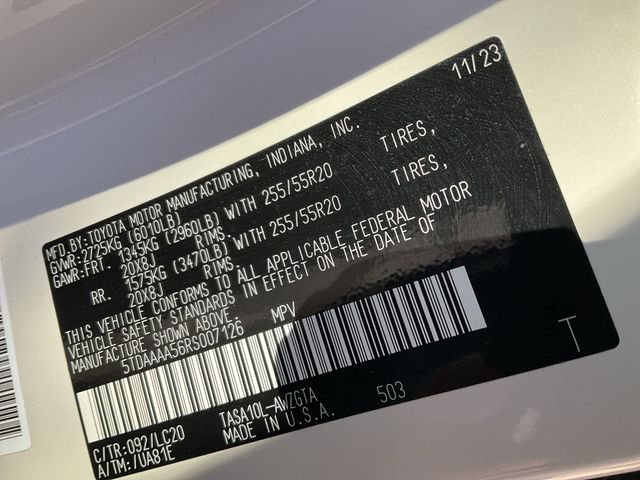 11/23
MFD.BY:TOYOTA MOTOR MANUFACTURING, INDIANA, INC.
GVWR:2725KG (6010LB)
GAWR:FRT. 1345KG (2960LB) WITH 255/55R20 TIRES,
20X8J RIMS.
RR. 1575KG (3470LB) WITH 255/55R20 TIRES,
20X8J RIMS.
THIS VEHICLE CONFORMS TO ALL APPLICABLE FEDERAL MOTOR
VEHICLE SAFETY STANDARDS IN EFFECT ON THE DATE OF
MANUFACTURE SHOWN ABOVE.
5TDAAAA56RS007126 MPV
C/TR:092/LC20 TASA10L-AWZGTA 503
A/TM:/UA81E MADE IN U.S.A. T